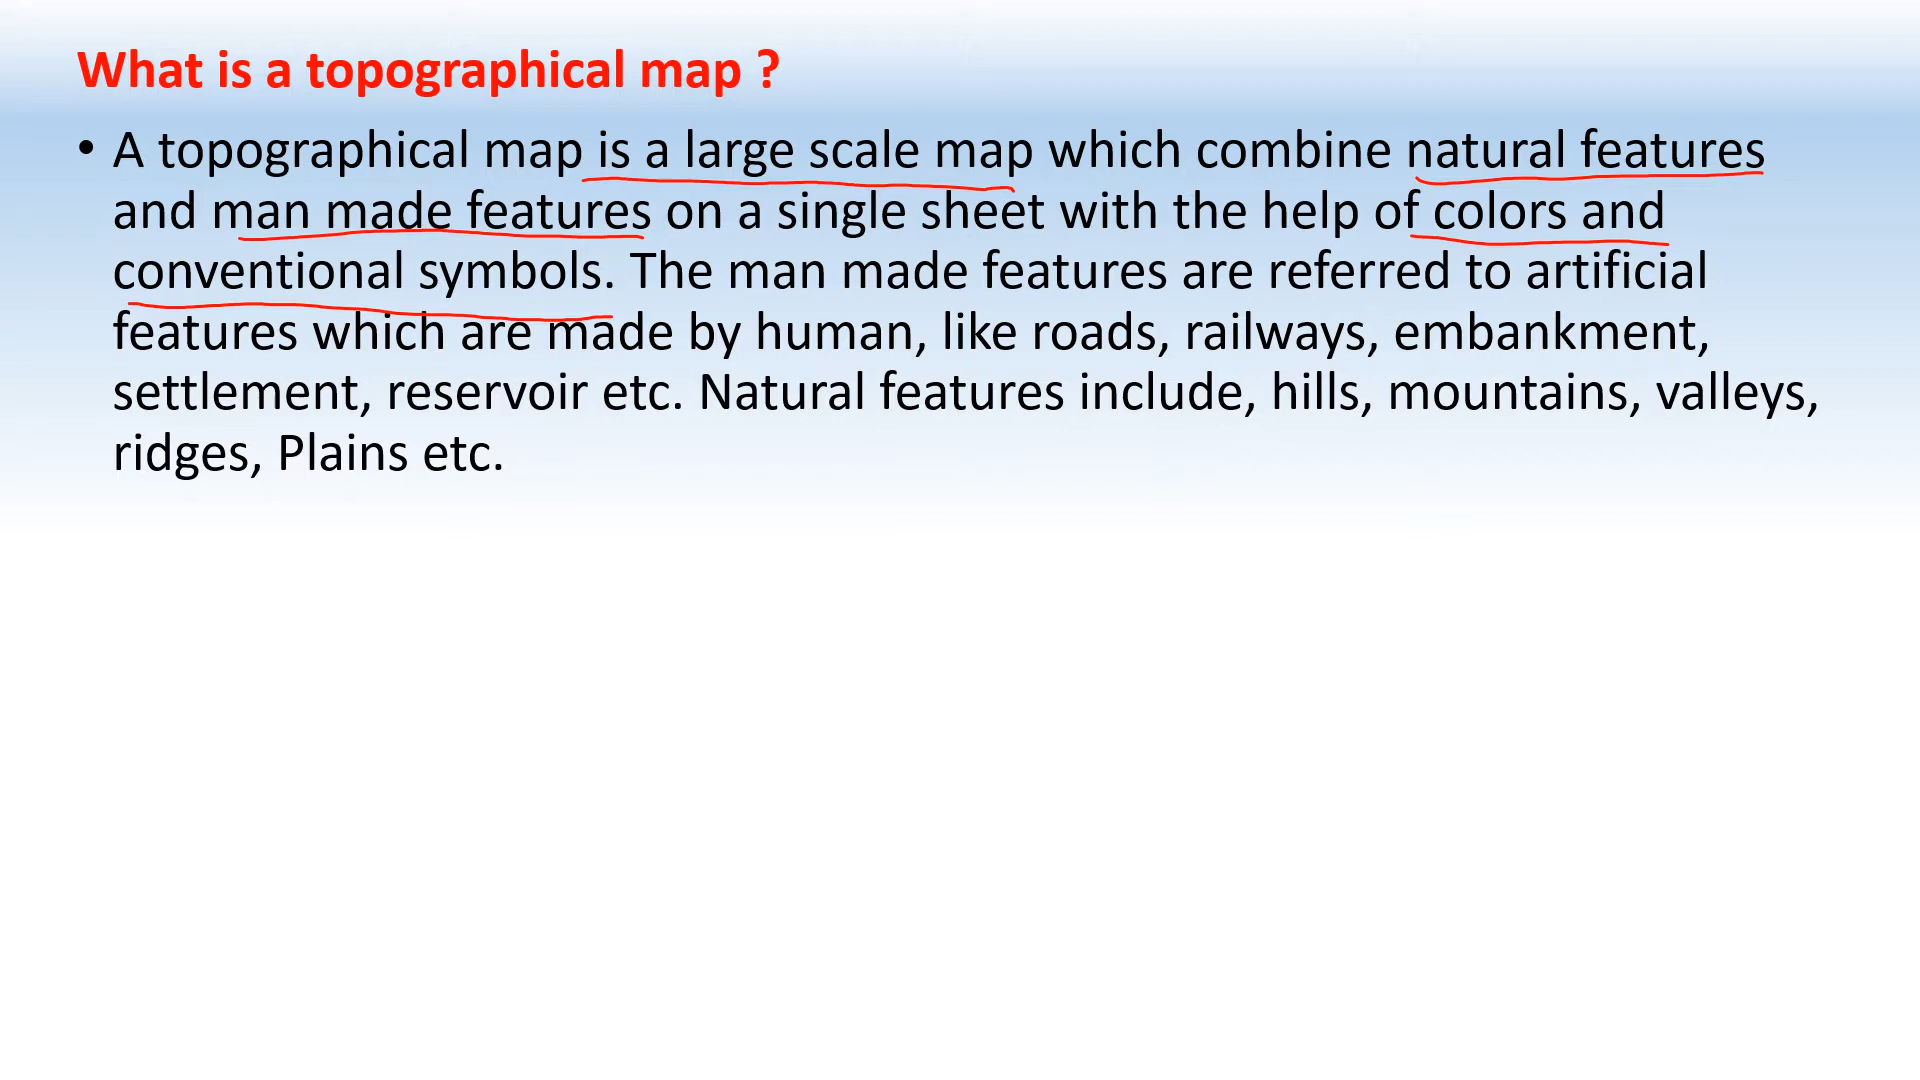 What is a topographical map ?
• A topographical map is a large scale map which combine natural features
and man made features on a single sheet with the help of colors and
conventional symbols. The man made features are referred to artificial
features which are made by human, like roads, railways, embankment,
settlement, reservoir etc. Natural features include, hills, mountains, valleys,
ridges, Plains etc.